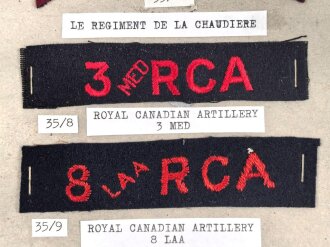 LE REGIMENT DE LA CHAUDIERE
3 MED RCA
35/8
ROYAL CANADIAN ARTILLERY
3 MED
8 LAA RCA
35/9
ROYAL CANADIAN ARTILLERY
8 LAA